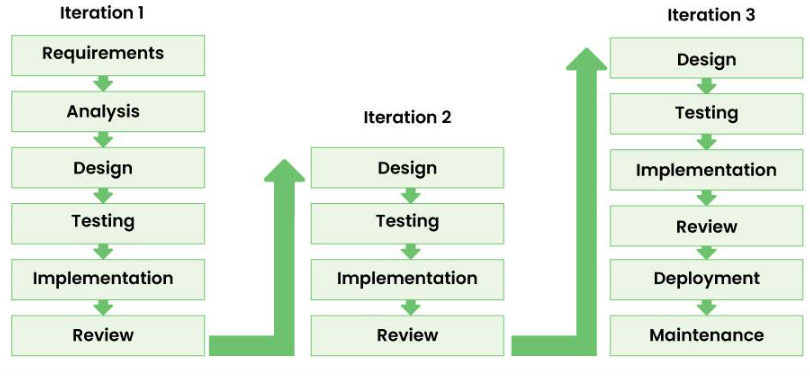 Iteration 1
Requirements
Analysis
Design
Testing
Implementation
Review
Iteration 2
Design
Testing
Implementation
Review
Iteration 3
Design
Testing
Implementation
Review
Deployment
Maintenance